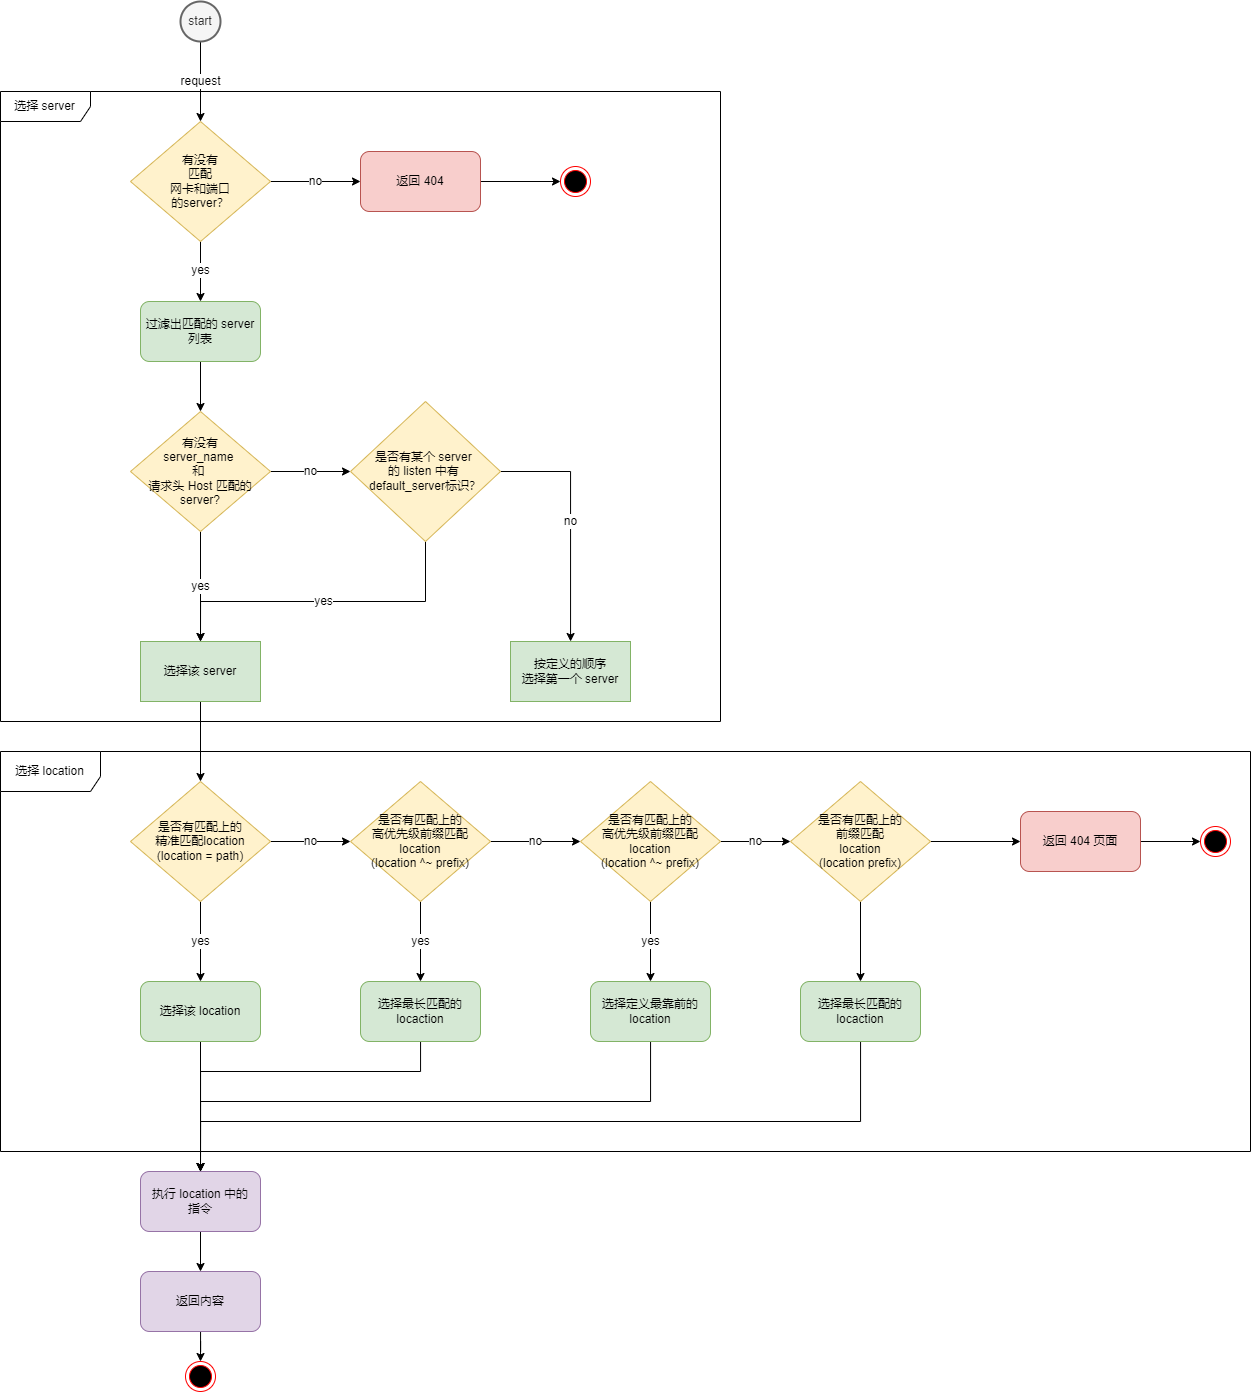 start
request
选择 server
有没有
匹配
网卡和端口
的server?
no
返回 404
yes
过滤出匹配的 server
列表
有没有
server_name
和
请求头 Host 匹配的
server?
no
是否有某个 server
的 listen 中有
default_server标识?
no
yes
yes
选择该 server
按定义的顺序
选择第一个 server
选择 location
是否有匹配上的
精准匹配location
(location = path)
no
是否有匹配上的
高优先级前缀匹配
location
(location ^~ prefix)
no
是否有匹配上的
高优先级前缀匹配
location
(location ^~ prefix)
no
是否有匹配上的
前缀匹配
location
(location prefix)
返回 404 页面
yes
yes
yes
选择该 location
选择最长匹配的
locaction
选择定义最靠前的
location
选择最长匹配的
locaction
执行 location 中的
指令
返回内容